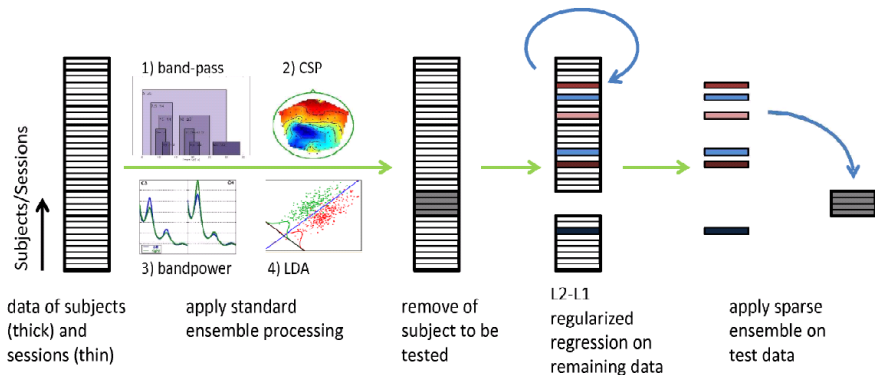 1) band-pass
2) CSP
Subjects/Sessions
C3
C4
3) bandpower
4) LDA
data of subjects
(thick) and
sessions (thin)
apply standard
ensemble processing
remove of
subject to be
tested
L2-L1
regularized
regression on
remaining data
apply sparse
ensemble on
test data